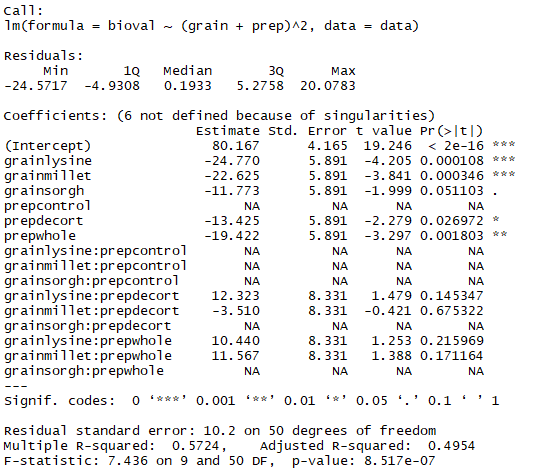 Call:
lm(formula = bioval ~ (grain + prep)^2, data = data)
Residuals:
Min 1Q Median 3Q Max
-24.5717 -4.9308 0.1933 5.2758 20.0783
Coefficients: (6 not defined because of singularities)
Estimate Std. Error t value Pr(>|t|)
(Intercept) 80.167 4.165 19.246 < 2e-16 ***
grainlysine -24.770 5.891 -4.205 0.000108 ***
grainmillet -22.625 5.891 -3.841 0.000346 ***
grainsorgh -11.773 5.891 -1.999 0.051103 .
prepcontrol NA NA NA NA
prepdecort -13.425 5.891 -2.279 0.026972 *
prepwhole -19.422 5.891 -3.297 0.001803 **
grainlysine:prepcontrol NA NA NA NA
grainmillet:prepcontrol NA NA NA NA
grainsorgh:prepcontrol NA NA NA NA
grainlysine:prepdecort 12.323 8.331 1.479 0.145347
grainmillet:prepdecort -3.510 8.331 -0.421 0.675322
grainsorgh:prepdecort NA NA NA NA
grainlysine:prepwhole 10.440 8.331 1.253 0.215969
grainmillet:prepwhole 11.567 8.331 1.388 0.171164
grainsorgh:prepwhole NA NA NA NA
---
Signif. codes: 0 ‘***’ 0.001 ‘**’ 0.01 ‘*’ 0.05 ‘.’ 0.1 ‘ ’ 1
Residual standard error: 10.2 on 50 degrees of freedom
Multiple R-squared: 0.5724, Adjusted R-squared: 0.4954
F-statistic: 7.436 on 9 and 50 DF, p-value: 8.517e-07